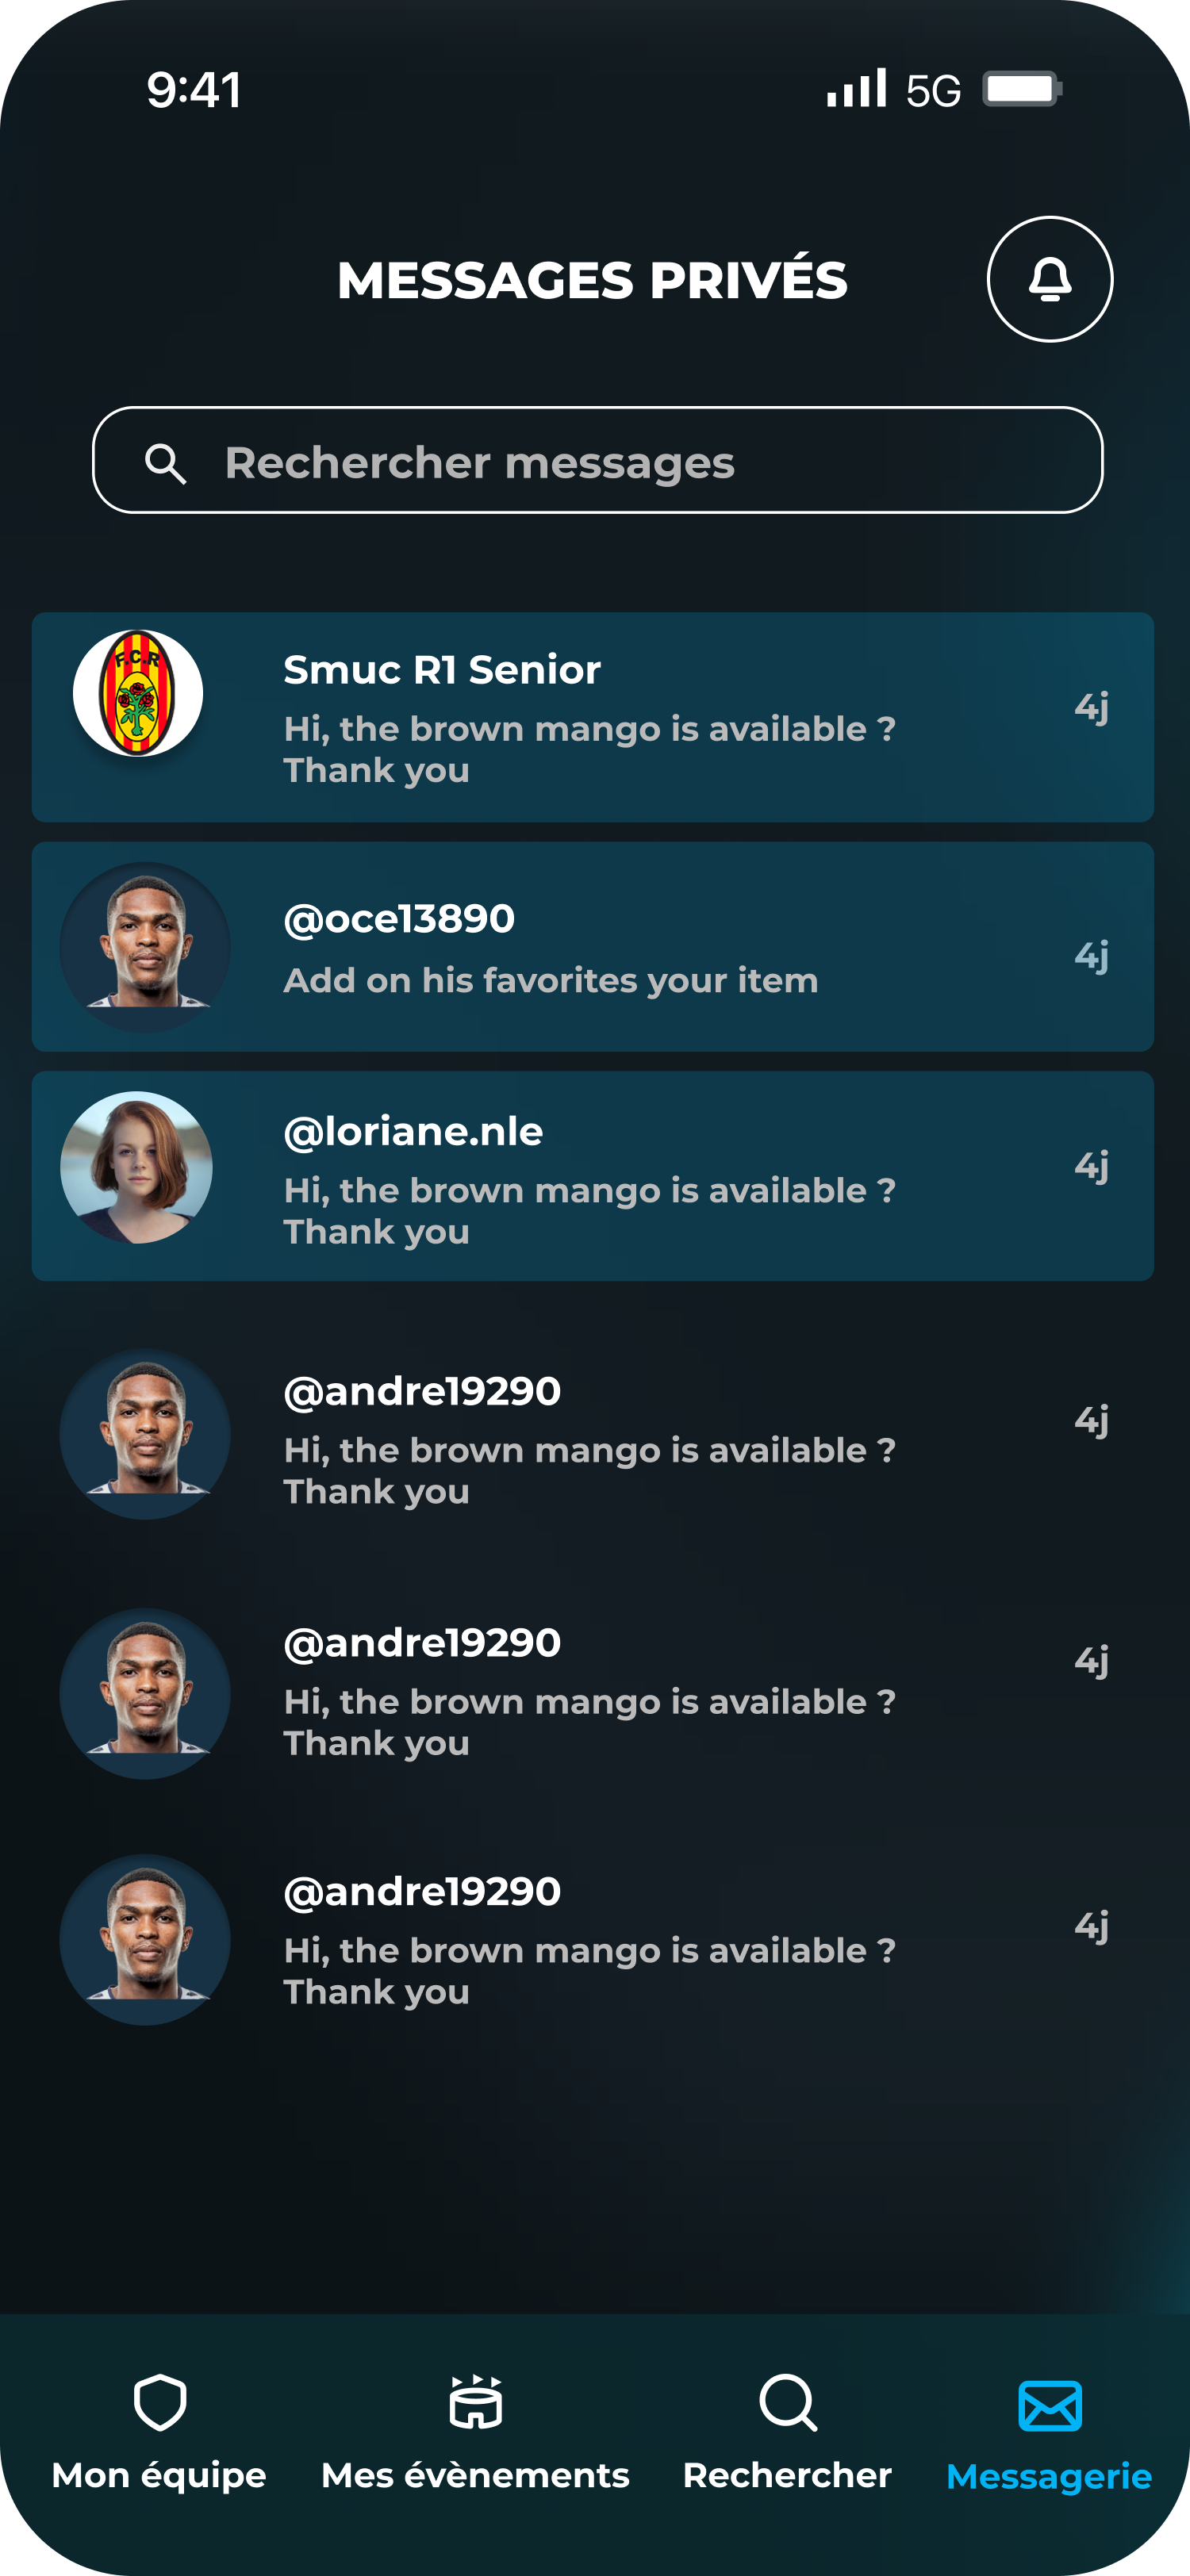 9:41
5G
MESSAGES PRIVÉS
Rechercher messages
F.C.R
Smuc R1 Senior
Hi, the brown mango is available ?
Thank you
4j
@oce13890
Add on his favorites your item
4j
@loriane.nle
Hi, the brown mango is available ?
Thank you
4j
@andre19290
Hi, the brown mango is available ?
Thank you
4j
@andre19290
Hi, the brown mango is available ?
Thank you
4j
@andre19290
Hi, the brown mango is available ?
Thank you
4j
Mon équipe
Mes évènements
Rechercher
Messagerie